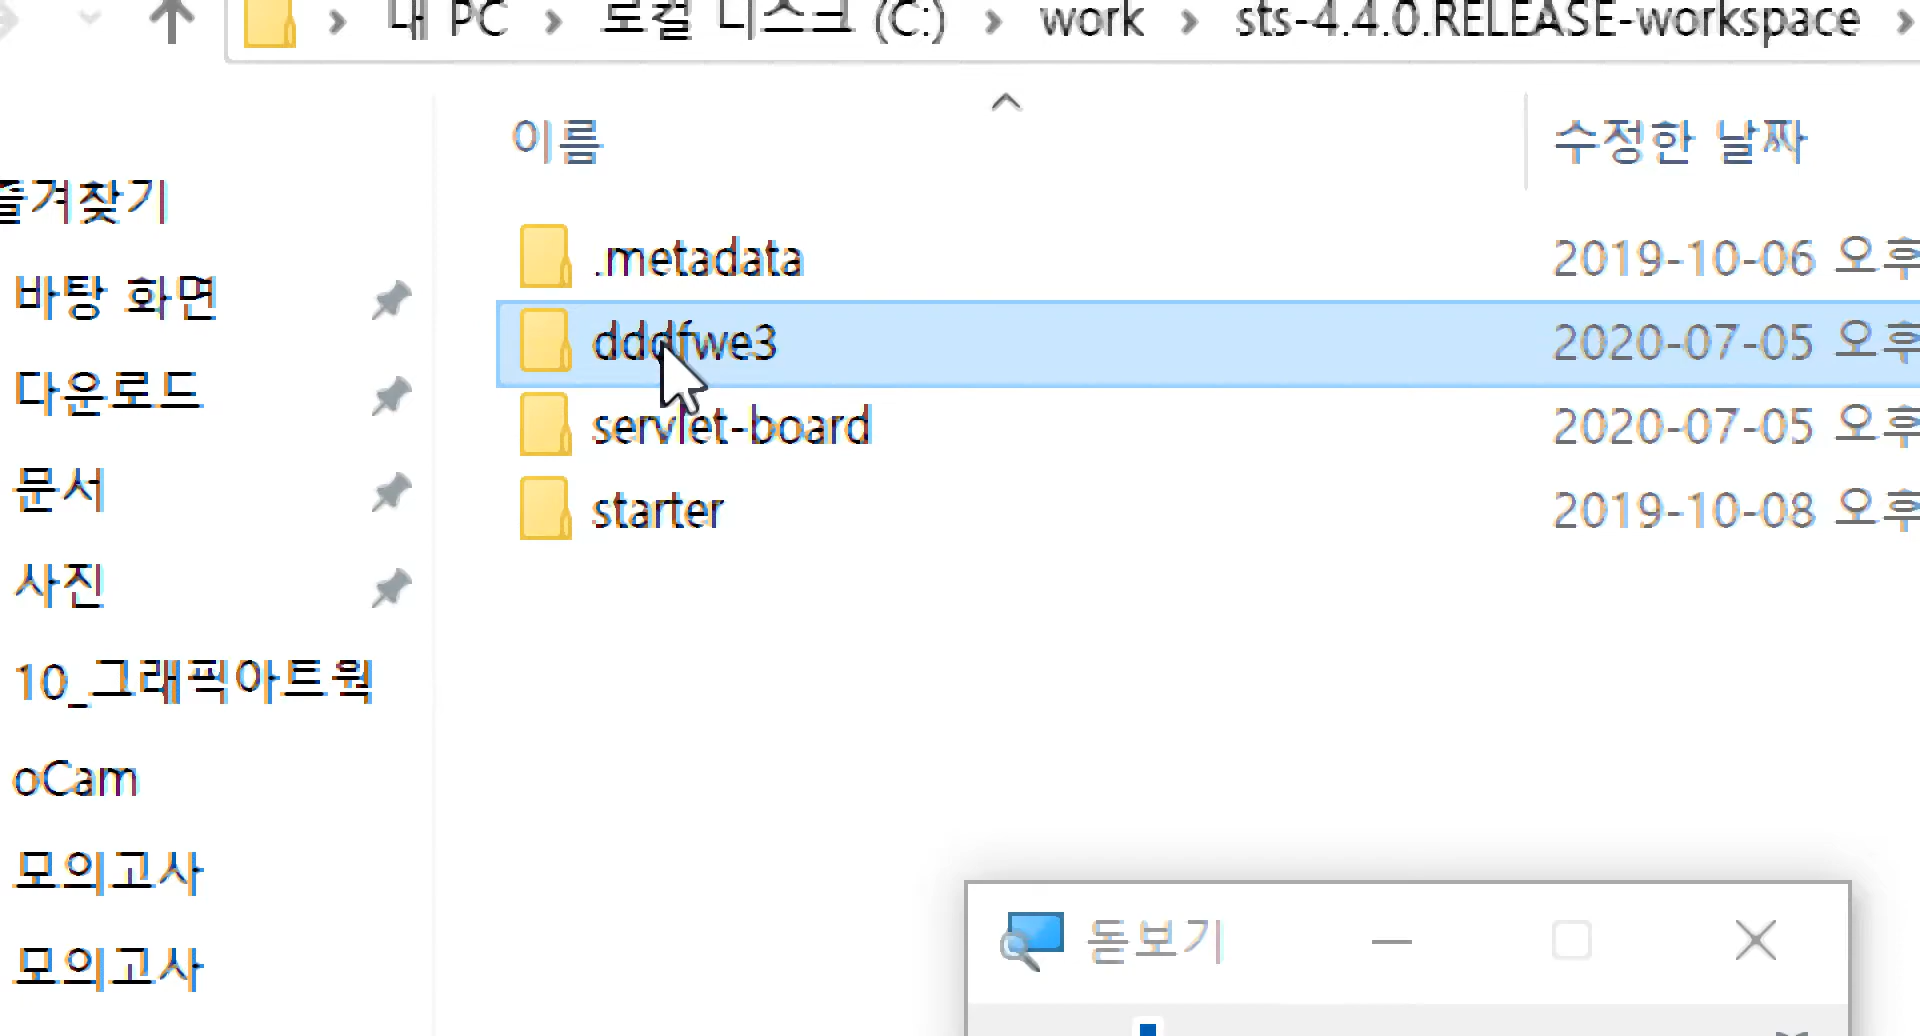 내 PC > 로컬 디스크 (C:) > work > sts-4.4.0.RELEASE-workspace >
이름 수정한 날짜
즐겨찾기
바탕 화면
다운로드
문서
사진
10_그래픽아트웍
oCam
모의고사
모의고사
.metadata 2019-10-06 오후
dddfwe3 2020-07-05 오후
servlet-board 2020-07-05 오후
starter 2019-10-08 오후
돋보기